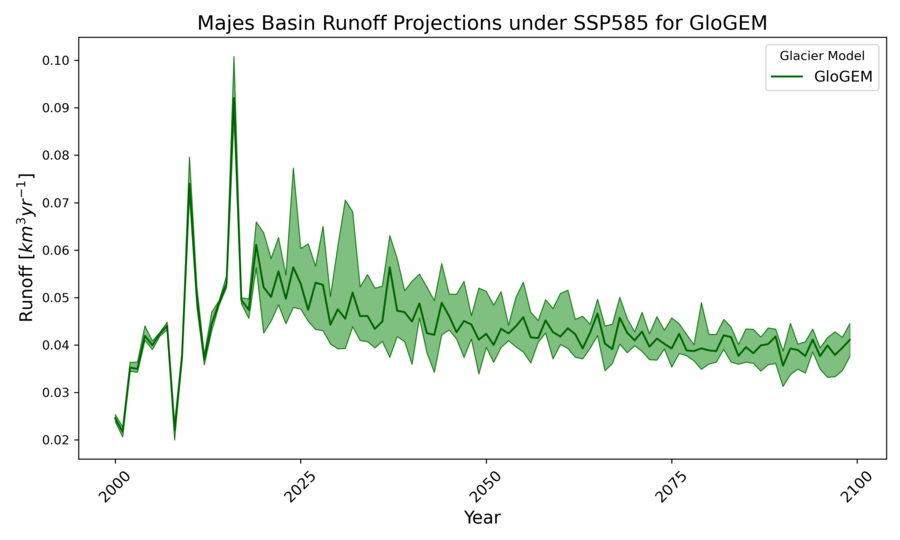 Majes Basin Runoff Projections under SSP585 for GloGEM
Glacier Model
GloGEM
Runoff [km³yr⁻¹]
0.10
0.09
0.08
0.07
0.06
0.05
0.04
0.03
0.02
2000
2025
2050
2075
2100
Year